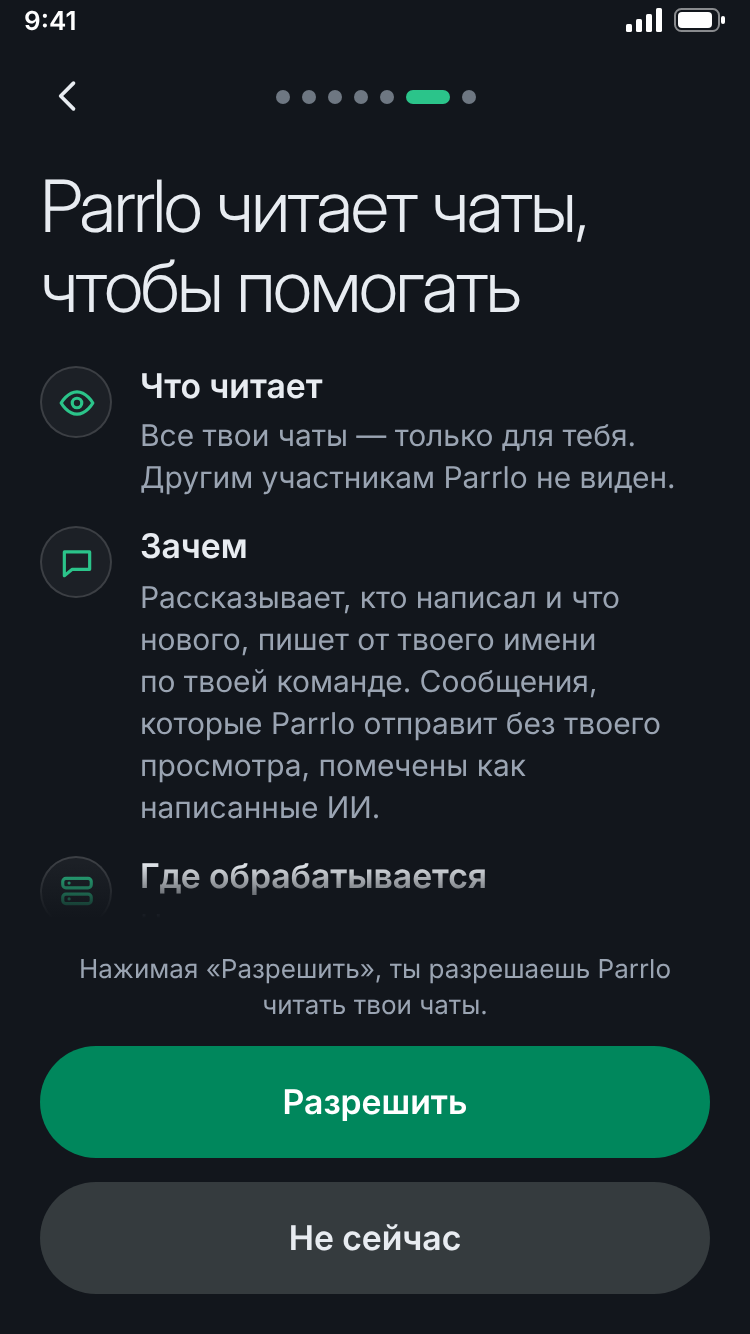 9:41
Parrlo читает чаты,
чтобы помогать
Что читает
Все твои чаты — только для тебя.
Другим участникам Parrlo не виден.
Зачем
Рассказывает, кто написал и что
нового, пишет от твоего имени
по твоей команде. Сообщения,
которые Parrlo отправит без твоего
просмотра, помечены как
написанные ИИ.
Где обрабатывается
Нажимая «Разрешить», ты разрешаешь Parrlo
читать твои чаты.
Разрешить
Не сейчас